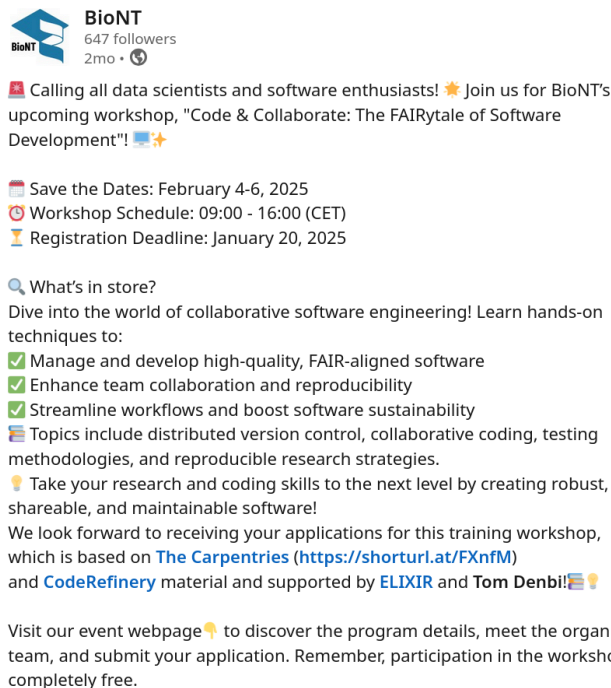 BioNT
BioNT
647 followers
2mo •
🚨 Calling all data scientists and software enthusiasts! 🌟 Join us for BioNT's
upcoming workshop, "Code & Collaborate: The FAIRytale of Software
Development"! 💻✨
🗓️ Save the Dates: February 4-6, 2025
⏰ Workshop Schedule: 09:00 - 16:00 (CET)
⏳ Registration Deadline: January 20, 2025
🔍 What's in store?
Dive into the world of collaborative software engineering! Learn hands-on
techniques to:
✅ Manage and develop high-quality, FAIR-aligned software
✅ Enhance team collaboration and reproducibility
✅ Streamline workflows and boost software sustainability
📚 Topics include distributed version control, collaborative coding, testing
methodologies, and reproducible research strategies.
💡 Take your research and coding skills to the next level by creating robust,
shareable, and maintainable software!
We look forward to receiving your applications for this training workshop,
which is based on The Carpentries (https://shorturl.at/FXnfM)
and CodeRefinery material and supported by ELIXIR and Tom Denbi!📚💡
Visit our event webpage👇 to discover the program details, meet the organ
team, and submit your application. Remember, participation in the worksho
completely free.